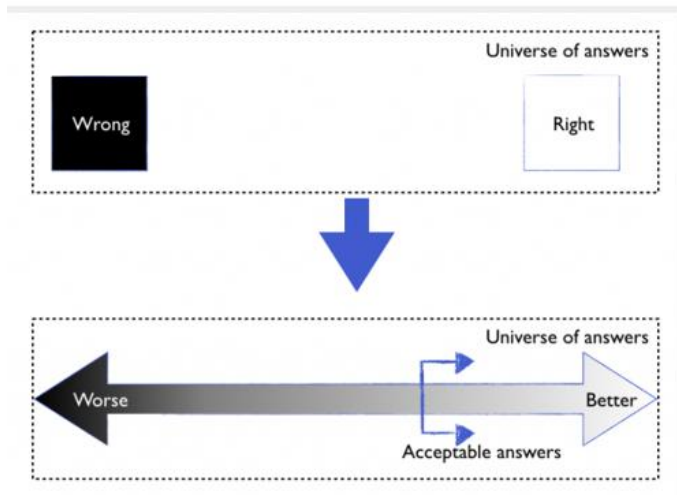 Universe of answers
Wrong
Right
Universe of answers
Worse
Better
Acceptable answers